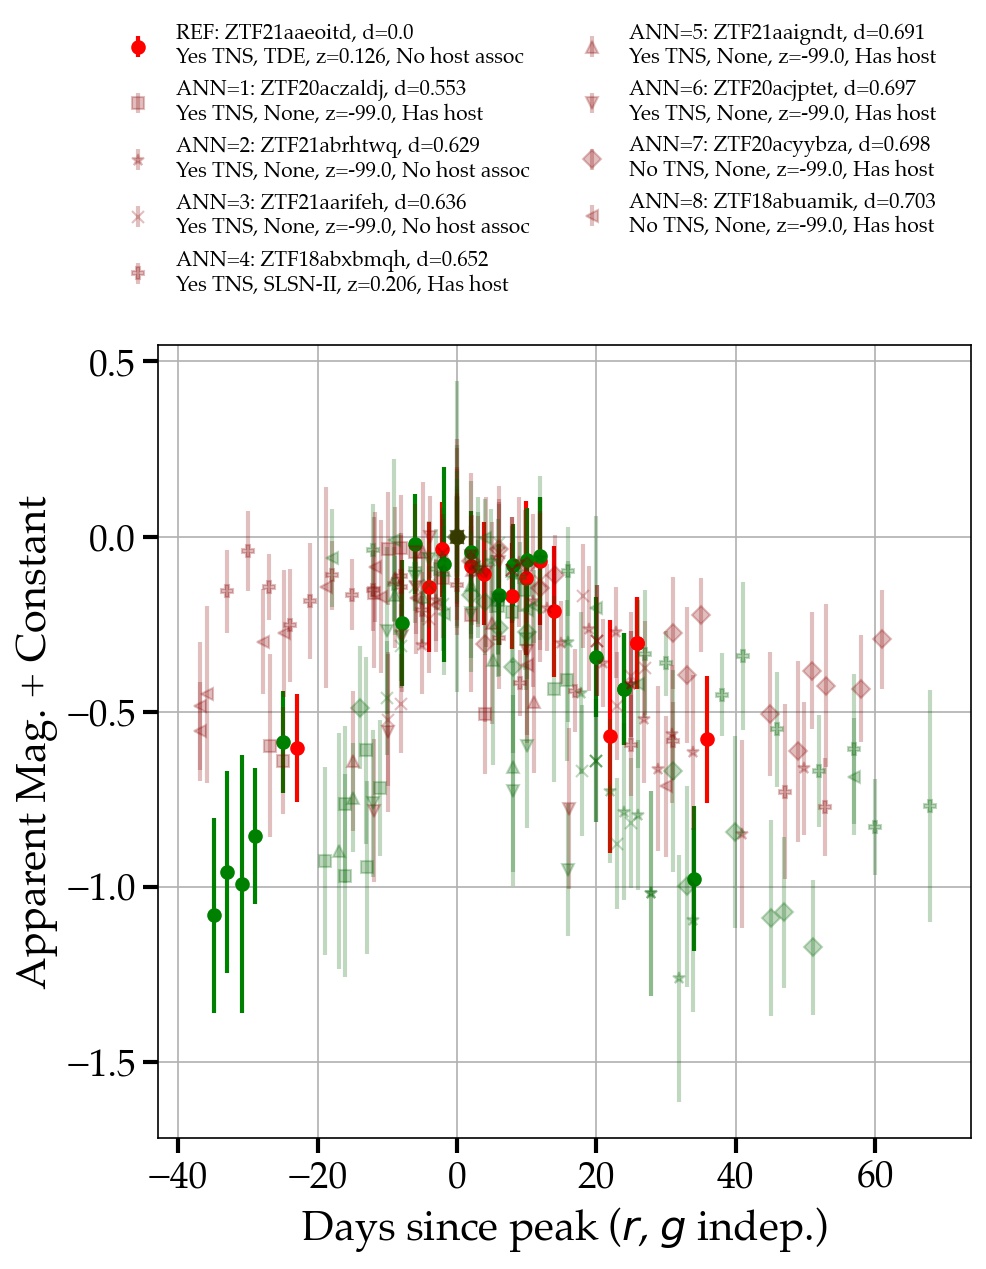 REF: ZTF21aaeoitd, d=0.0
Yes TNS, TDE, z=0.126, No host assoc
ANN=1: ZTF20aczaldj, d=0.553
Yes TNS, None, z=-99.0, Has host
ANN=2: ZTF21abrhtwq, d=0.629
Yes TNS, None, z=-99.0, No host assoc
ANN=3: ZTF21aarifeh, d=0.636
Yes TNS, None, z=-99.0, No host assoc
ANN=4: ZTF18abxbmqh, d=0.652
Yes TNS, SLSN-II, z=0.206, Has host
ANN=5: ZTF21aaigndt, d=0.691
Yes TNS, None, z=-99.0, Has host
ANN=6: ZTF20acjptet, d=0.697
Yes TNS, None, z=-99.0, Has host
ANN=7: ZTF20acyybza, d=0.698
No TNS, None, z=-99.0, Has host
ANN=8: ZTF18abuamik, d=0.703
No TNS, None, z=-99.0, Has host
Apparent Mag. + Constant
0.5
0.0
−0.5
−1.0
−1.5
−40 −20 0 20 40 60
Days since peak (r, g indep.)